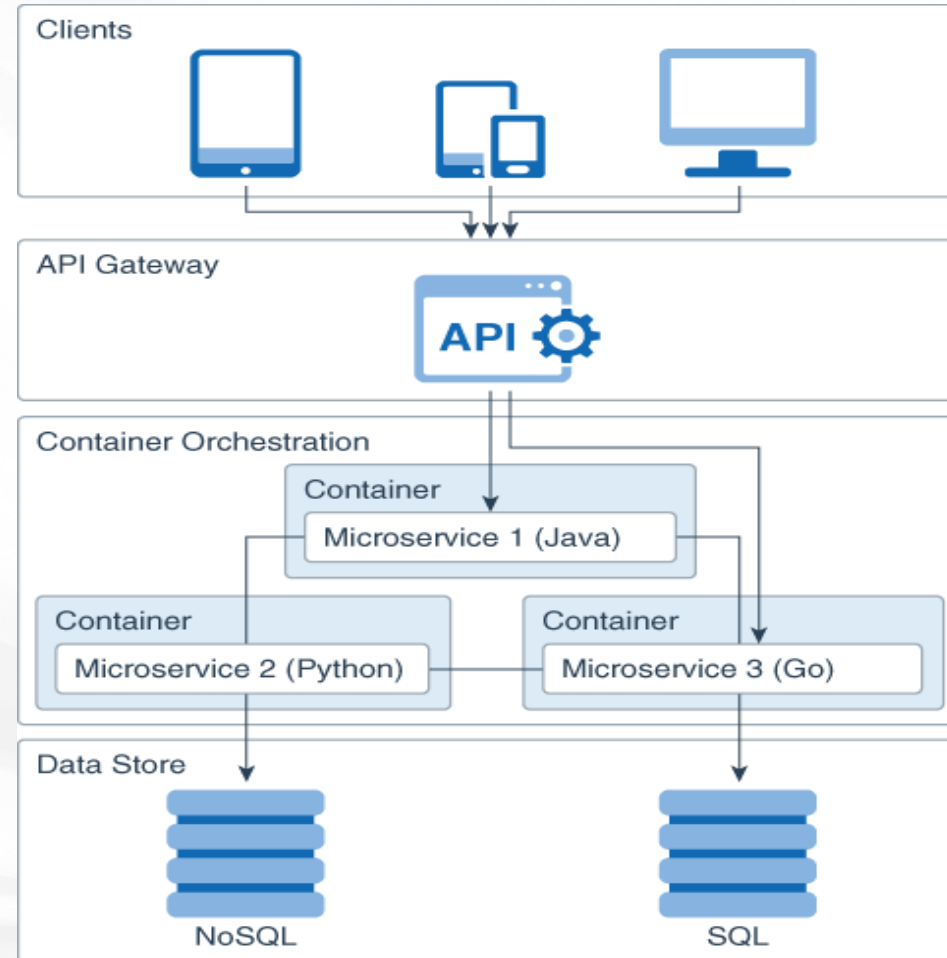 Clients
API Gateway
API
Container Orchestration
Container
Microservice 1 (Java)
Container
Microservice 2 (Python)
Container
Microservice 3 (Go)
Data Store
NoSQL
SQL